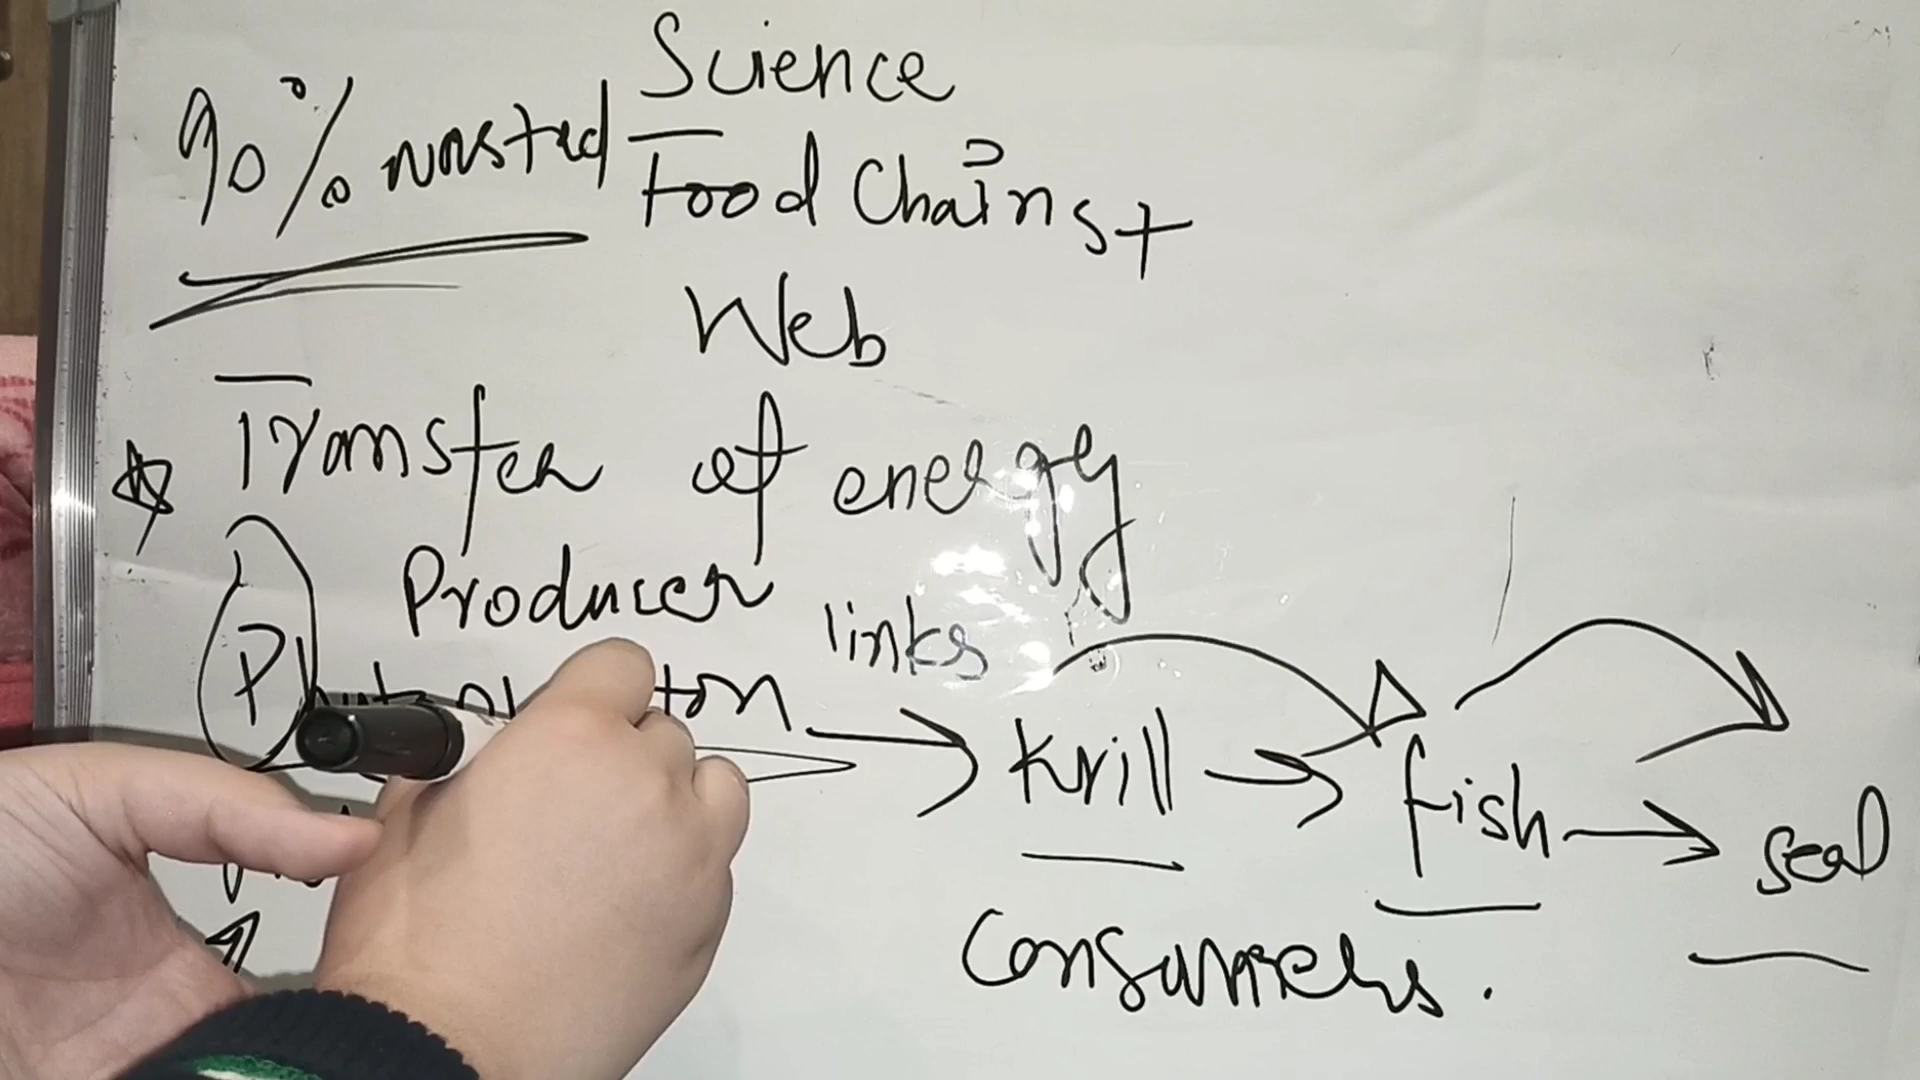 Science
90% wasted
Food Chains +
Web
Transfer of energy
Producer
links
Krill → fish → seal
Consumers.